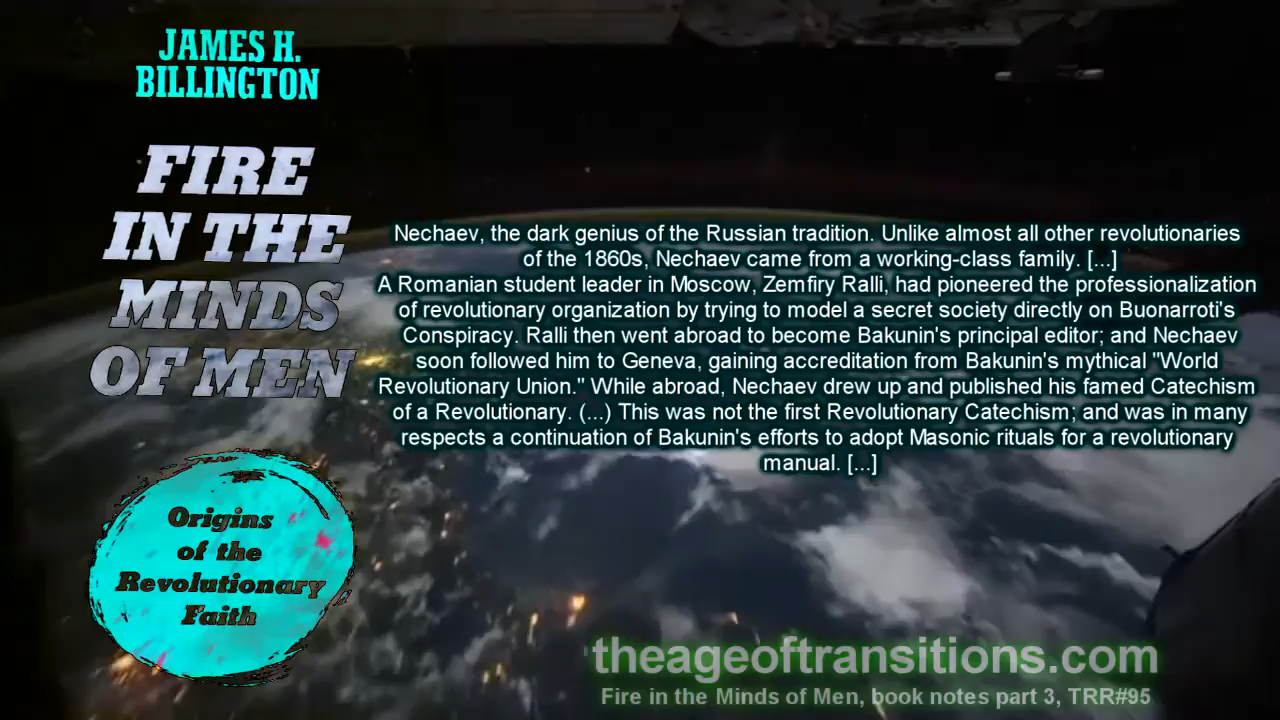 JAMES H.
BILLINGTON
FIRE
IN THE
MINDS
OF MEN
Origins
of the
Revolutionary
Faith
Nechaev, the dark genius of the Russian tradition. Unlike almost all other revolutionaries
of the 1860s, Nechaev came from a working-class family. [...]
A Romanian student leader in Moscow, Zemfiry Ralli, had pioneered the professionalization
of revolutionary organization by trying to model a secret society directly on Buonarroti's
Conspiracy. Ralli then went abroad to become Bakunin's principal editor; and Nechaev
soon followed him to Geneva, gaining accreditation from Bakunin's mythical "World
Revolutionary Union." While abroad, Nechaev drew up and published his famed Catechism
of a Revolutionary. (...) This was not the first Revolutionary Catechism; and was in many
respects a continuation of Bakunin's efforts to adopt Masonic rituals for a revolutionary
manual. [...]
theageoftransitions.com
Fire in the Minds of Men, book notes part 3, TRR#95